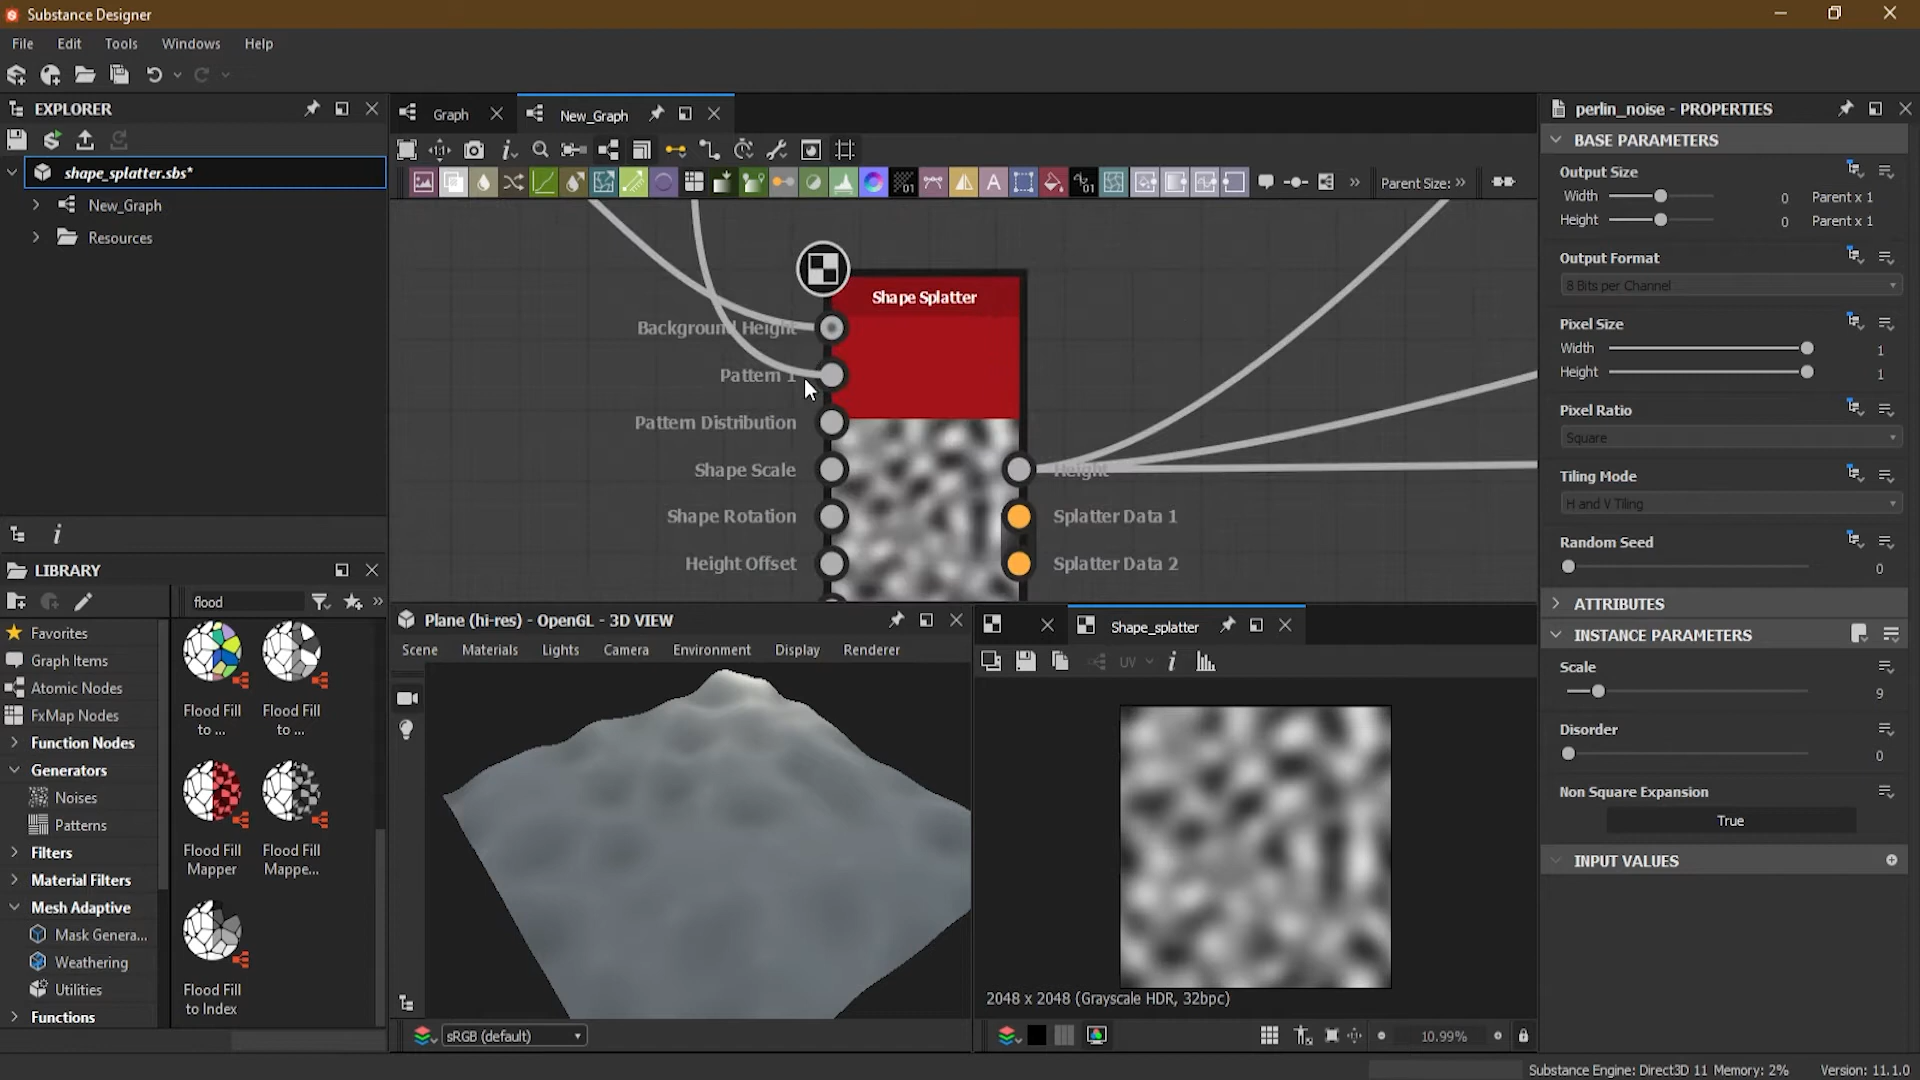 Substance Designer
File Edit Tools Windows Help
EXPLORER
shape_splatter.sbs*
New_Graph
Resources
LIBRARY
flood
Favorites
Graph Items
Atomic Nodes
FxMap Nodes
Function Nodes
Generators
Noises
Patterns
Filters
Material Filters
Mesh Adaptive
Mask Genera...
Weathering
Utilities
Functions
Flood Fill
to ...
Flood Fill
to ...
Flood Fill
Mapper
Flood Fill
Mappe...
Flood Fill
to Index
Graph
New_Graph
Parent Size:
Shape Splatter
Background Height
Pattern 1
Pattern Distribution
Shape Scale
Shape Rotation
Height Offset
Height
Splatter Data 1
Splatter Data 2
Plane (hi-res) - OpenGL - 3D VIEW
Scene Materials Lights Camera Environment Display Renderer
sRGB (default)
Shape_splatter
UV
2048 x 2048 (Grayscale HDR, 32bpc)
10.99%
perlin_noise - PROPERTIES
BASE PARAMETERS
Output Size
Width 0 Parent x 1
Height 0 Parent x 1
Output Format
8 Bits per Channel
Pixel Size
Width 1
Height 1
Pixel Ratio
Square
Tiling Mode
H and V Tiling
Random Seed
0
ATTRIBUTES
INSTANCE PARAMETERS
Scale
9
Disorder
0
Non Square Expansion
True
INPUT VALUES
Substance Engine: Direct3D 11 Memory: 2% Version: 11.1.0